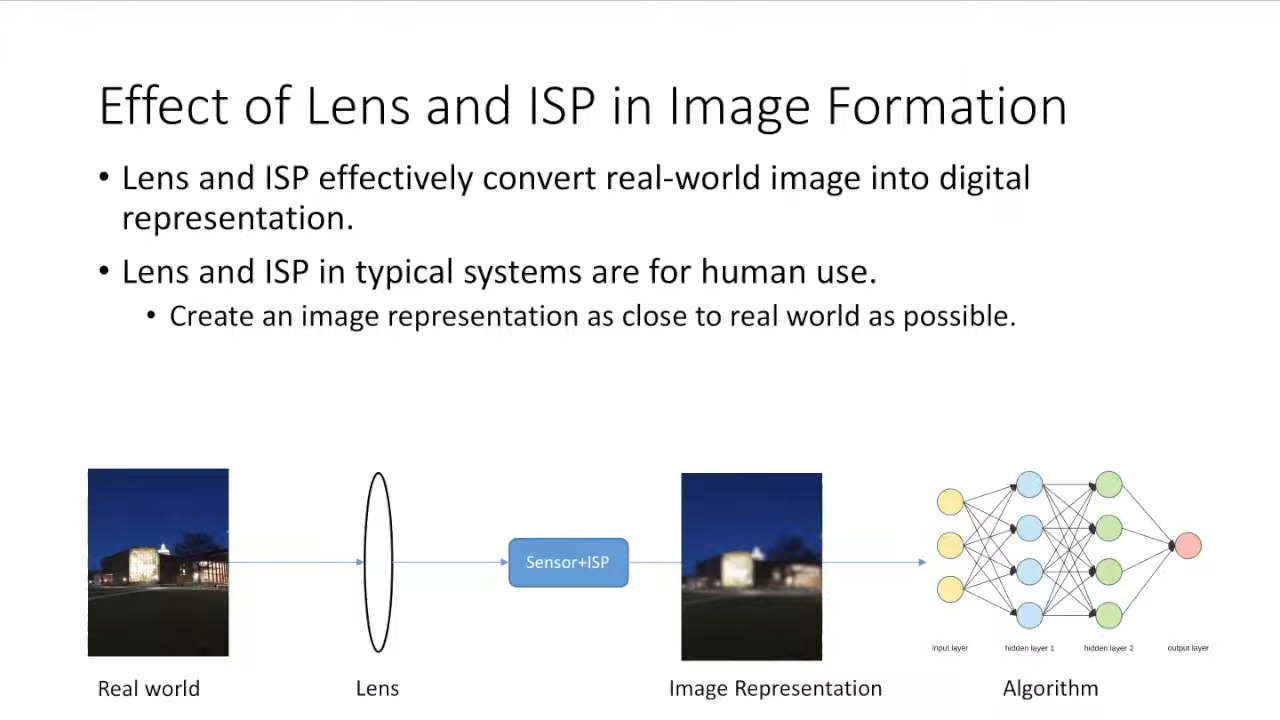 Effect of Lens and ISP in Image Formation
• Lens and ISP effectively convert real-world image into digital
representation.
• Lens and ISP in typical systems are for human use.
• Create an image representation as close to real world as possible.
Sensor+ISP
input layer
hidden layer 1
hidden layer 2
output layer
Real world
Lens
Image Representation
Algorithm